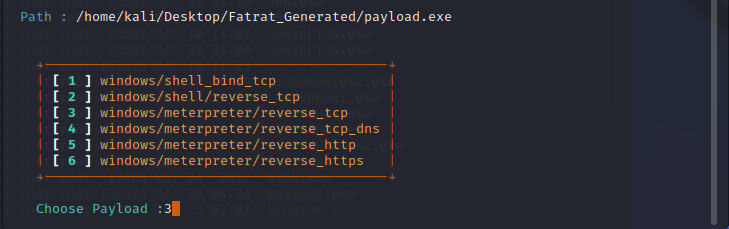 Path : /home/kali/Desktop/Fatrat_Generated/payload.exe
[ 1 ] windows/shell_bind_tcp
[ 2 ] windows/shell/reverse_tcp
[ 3 ] windows/meterpreter/reverse_tcp
[ 4 ] windows/meterpreter/reverse_tcp_dns
[ 5 ] windows/meterpreter/reverse_http
[ 6 ] windows/meterpreter/reverse_https
Choose Payload :3